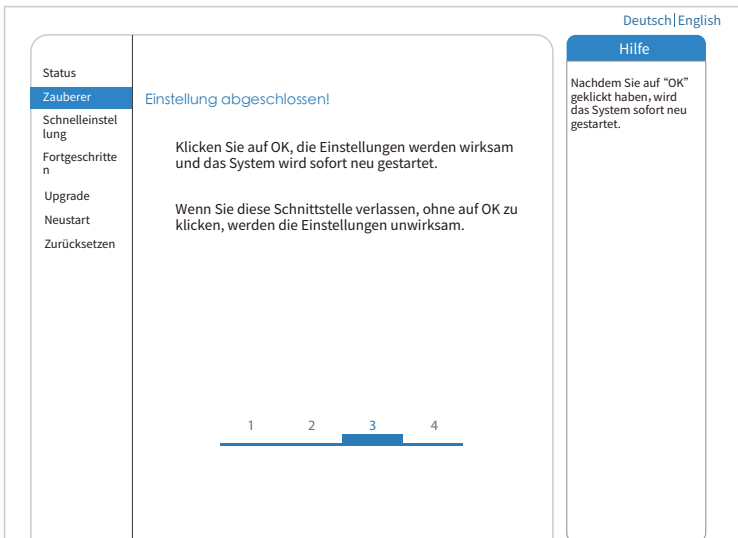 Deutsch|English
Status
Zauberer
Schnelleinstel
lung
Fortgeschritte
n
Upgrade
Neustart
Zurücksetzen
Einstellung abgeschlossen!
Klicken Sie auf OK, die Einstellungen werden wirksam
und das System wird sofort neu gestartet.
Wenn Sie diese Schnittstelle verlassen, ohne auf OK zu
klicken, werden die Einstellungen unwirksam.
1 2 3 4
Hilfe
Nachdem Sie auf “OK”
geklickt haben, wird
das System sofort neu
gestartet.